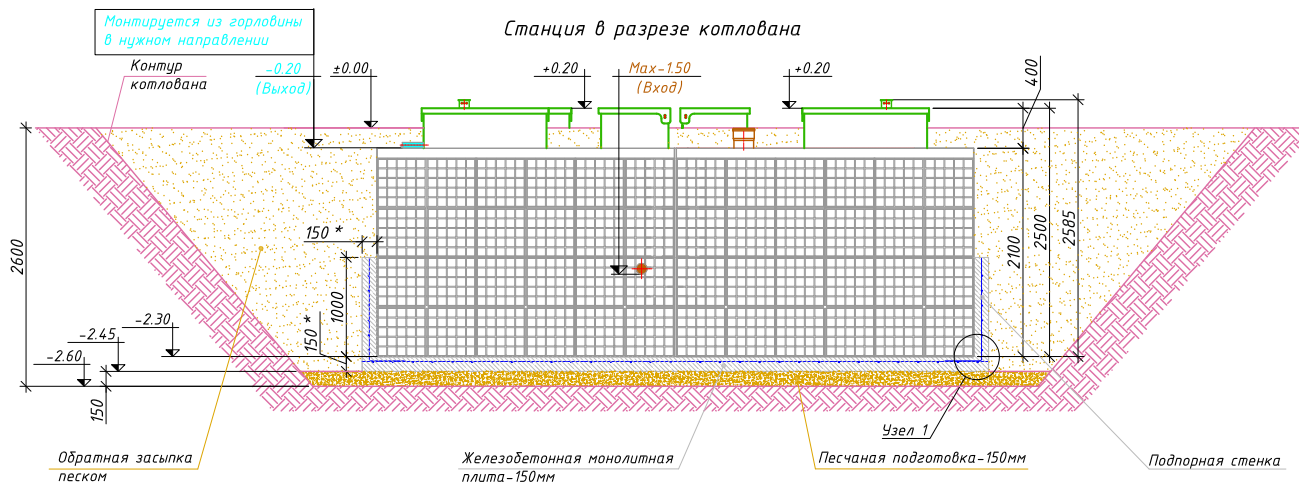 Монтируется из горловины
в нужном направлении
Станция в разрезе котлована
Контур
котлована
-0.20
(Выход)
±0.00
+0.20
Max-1.50
(Вход)
+0.20
400
2600
150 *
1000
150 *
2100
2500
2585
-2.30
-2.45
-2.60
150
Узел 1
Обратная засыпка
песком
Железобетонная монолитная
плита-150мм
Песчаная подготовка-150мм
Подпорная стенка